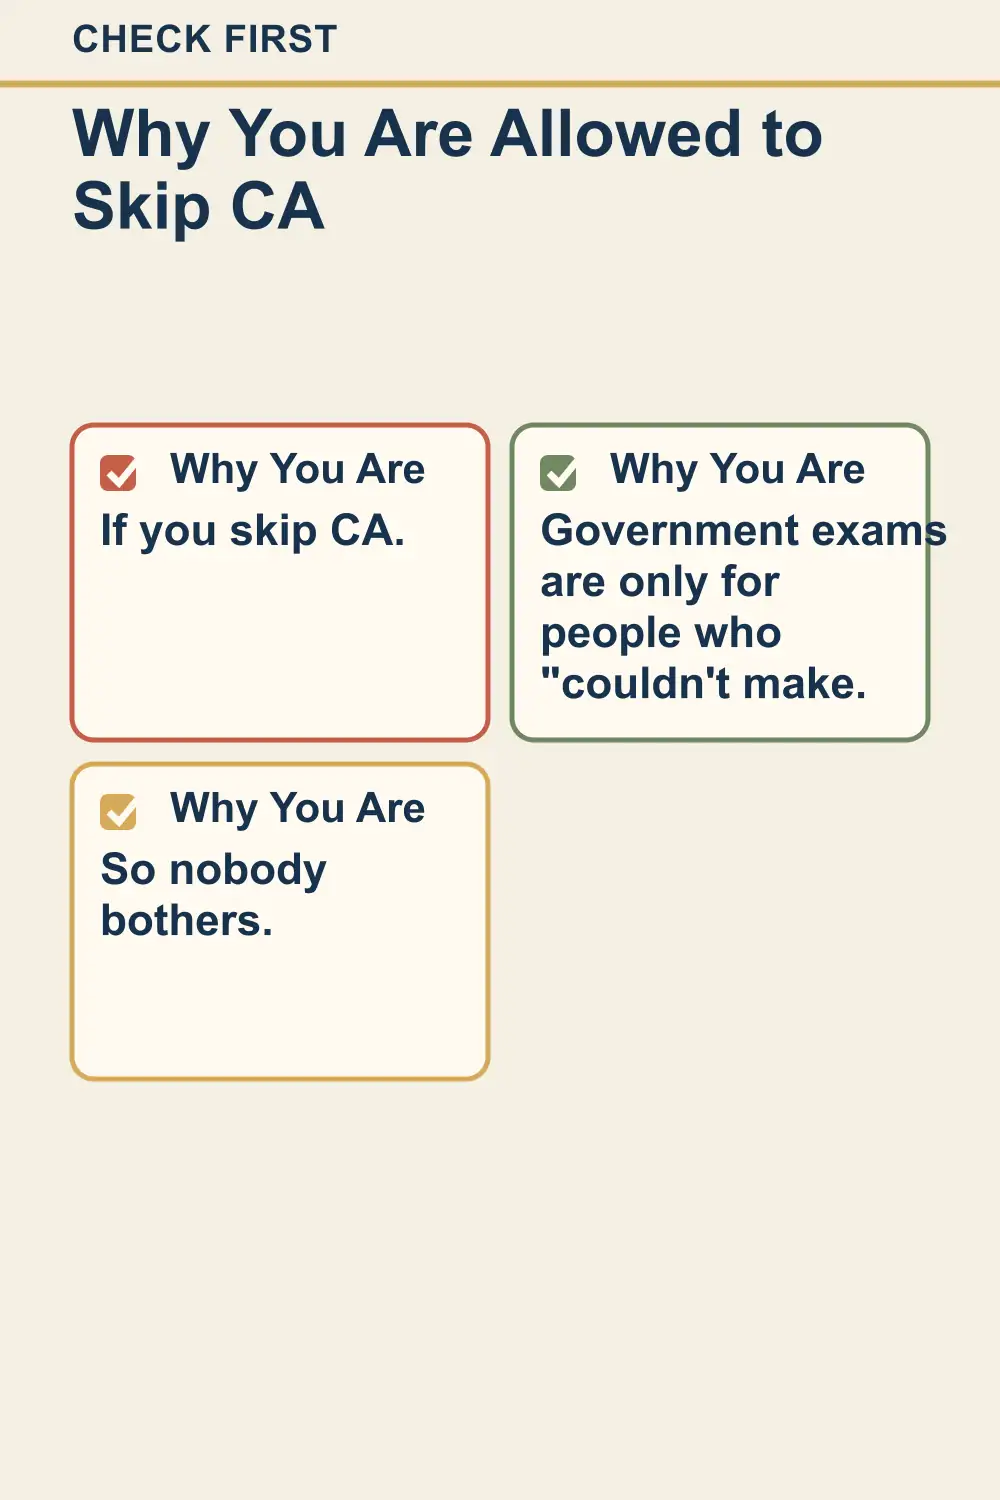 CHECK FIRST
Why You Are Allowed to
Skip CA
Why You Are
If you skip CA.
Why You Are
Government exams
are only for
people who
"couldn't make.
Why You Are
So nobody
bothers.